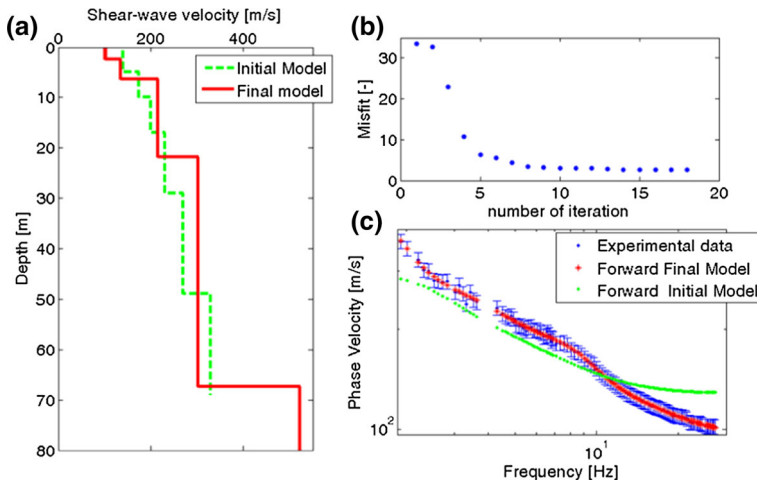 (a)
Shear-wave velocity [m/s]
0 200 400
0
10
20
30
40
50
60
70
80
Depth [m]
Initial Model
Final model
(b)
Misfit [-]
30
20
10
0
0 5 10 15 20
number of iteration
(c)
Phase Velocity [m/s]
10²
Experimental data
Forward Final Model
Forward Initial Model
10¹
Frequency [Hz]